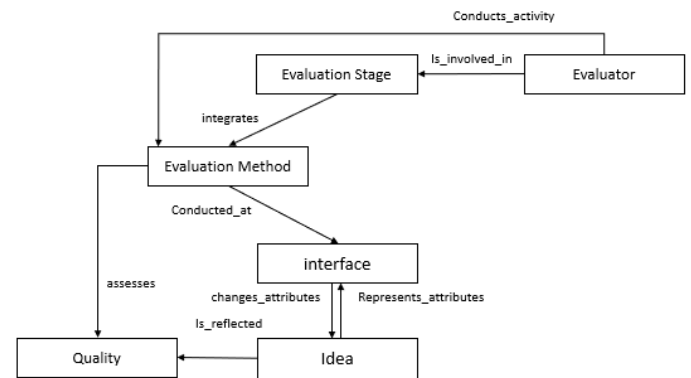 Conducts_activity
Is_involved_in
Evaluation Stage
Evaluator
integrates
Evaluation Method
Conducted_at
interface
assesses
changes_attributes
Represents_attributes
Is_reflected
Quality
Idea